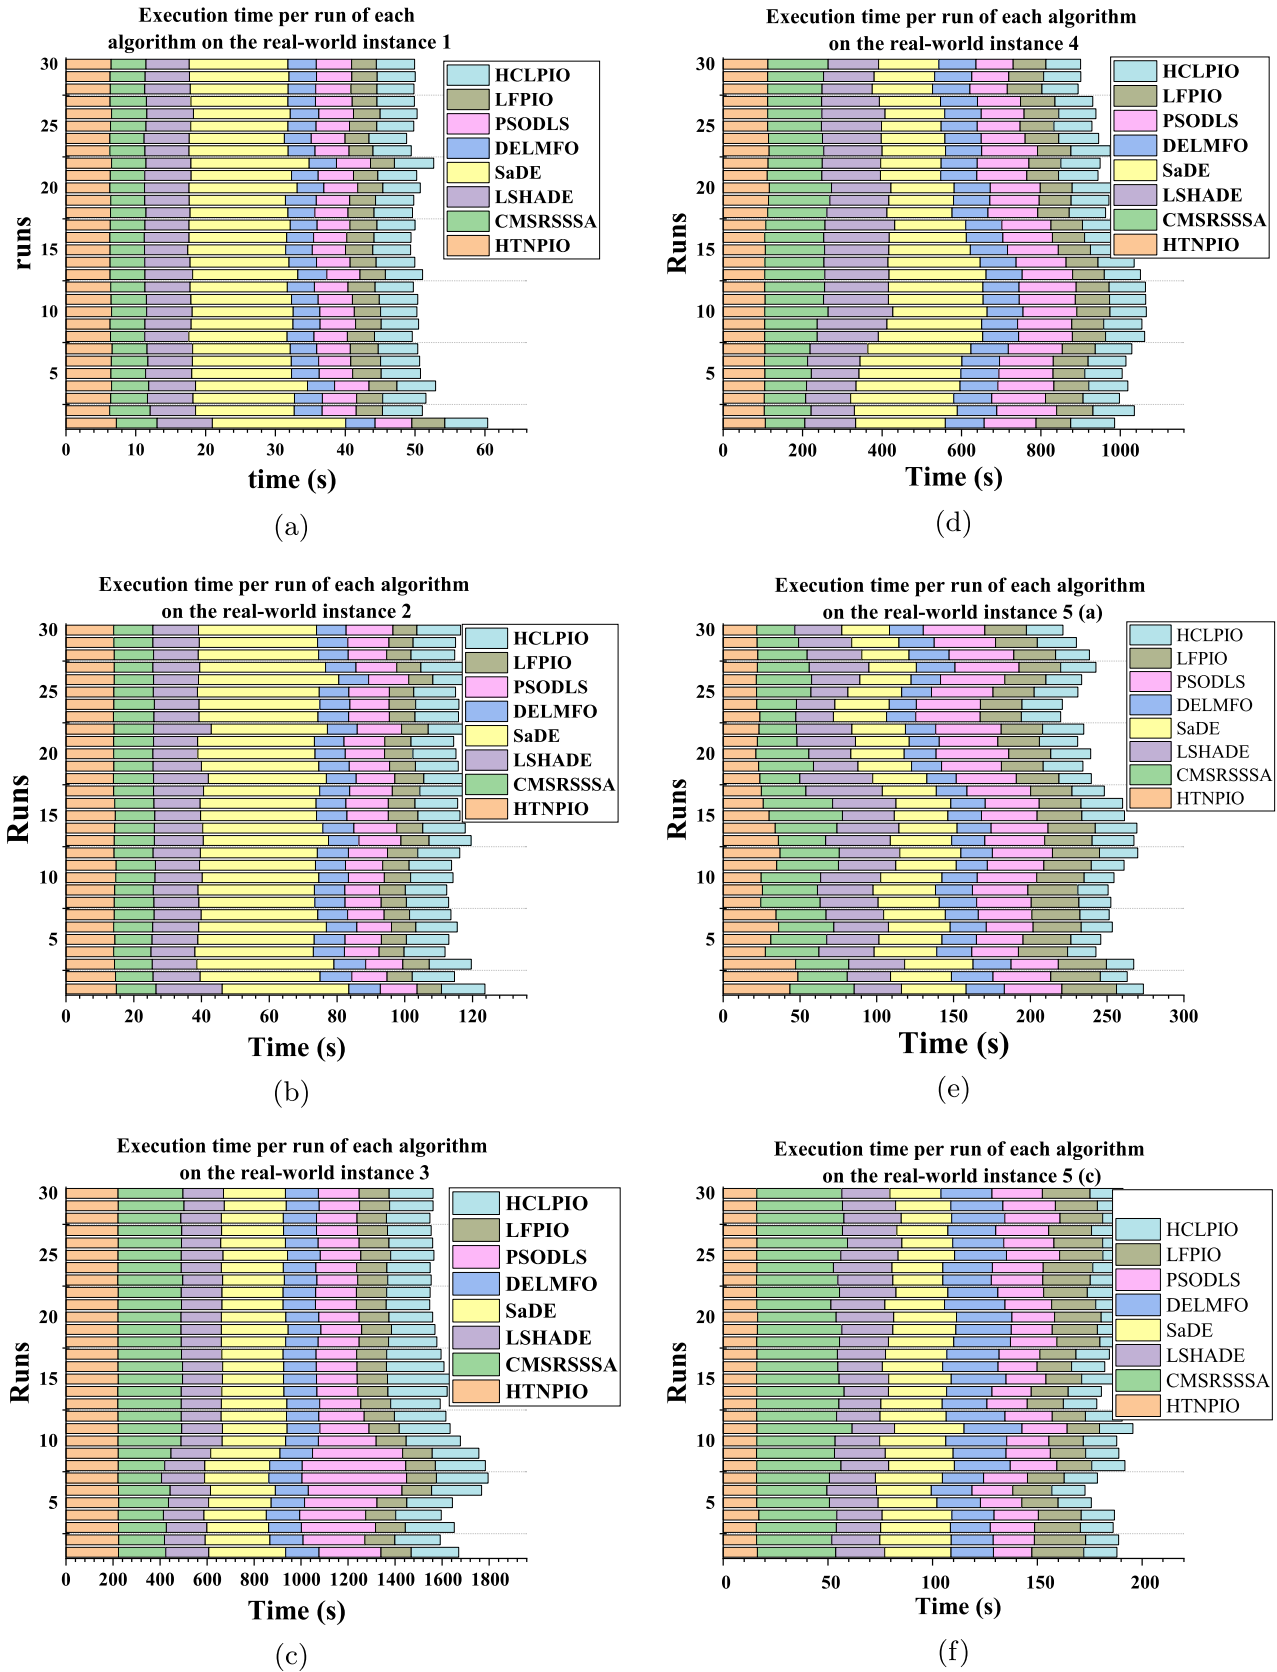 Execution time per run of each
algorithm on the real-world instance 1
30
25
20
15
10
5
runs
HCLPIO
LFPIO
PSODLS
DELMFO
SaDE
LSHADE
CMSRSSSA
HTNPIO
0 10 20 30 40 50 60
time (s)
(a)
Execution time per run of each algorithm
on the real-world instance 4
30
25
20
15
10
5
Runs
HCLPIO
LFPIO
PSODLS
DELMFO
SaDE
LSHADE
CMSRSSSA
HTNPIO
0 200 400 600 800 1000
Time (s)
(d)
Execution time per run of each algorithm
on the real-world instance 2
30
25
20
15
10
5
Runs
HCLPIO
LFPIO
PSODLS
DELMFO
SaDE
LSHADE
CMSRSSSA
HTNPIO
0 20 40 60 80 100 120
Time (s)
(b)
Execution time per run of each algorithm
on the real-world instance 5 (a)
30
25
20
15
10
5
Runs
HCLPIO
LFPIO
PSODLS
DELMFO
SaDE
LSHADE
CMSRSSSA
HTNPIO
0 50 100 150 200 250 300
Time (s)
(e)
Execution time per run of each algorithm
on the real-world instance 3
30
25
20
15
10
5
Runs
HCLPIO
LFPIO
PSODLS
DELMFO
SaDE
LSHADE
CMSRSSSA
HTNPIO
0 200 400 600 800 1000 1200 1400 1600 1800
Time (s)
(c)
Execution time per run of each algorithm
on the real-world instance 5 (c)
30
25
20
15
10
5
Runs
HCLPIO
LFPIO
PSODLS
DELMFO
SaDE
LSHADE
CMSRSSSA
HTNPIO
0 50 100 150 200
Time (s)
(f)